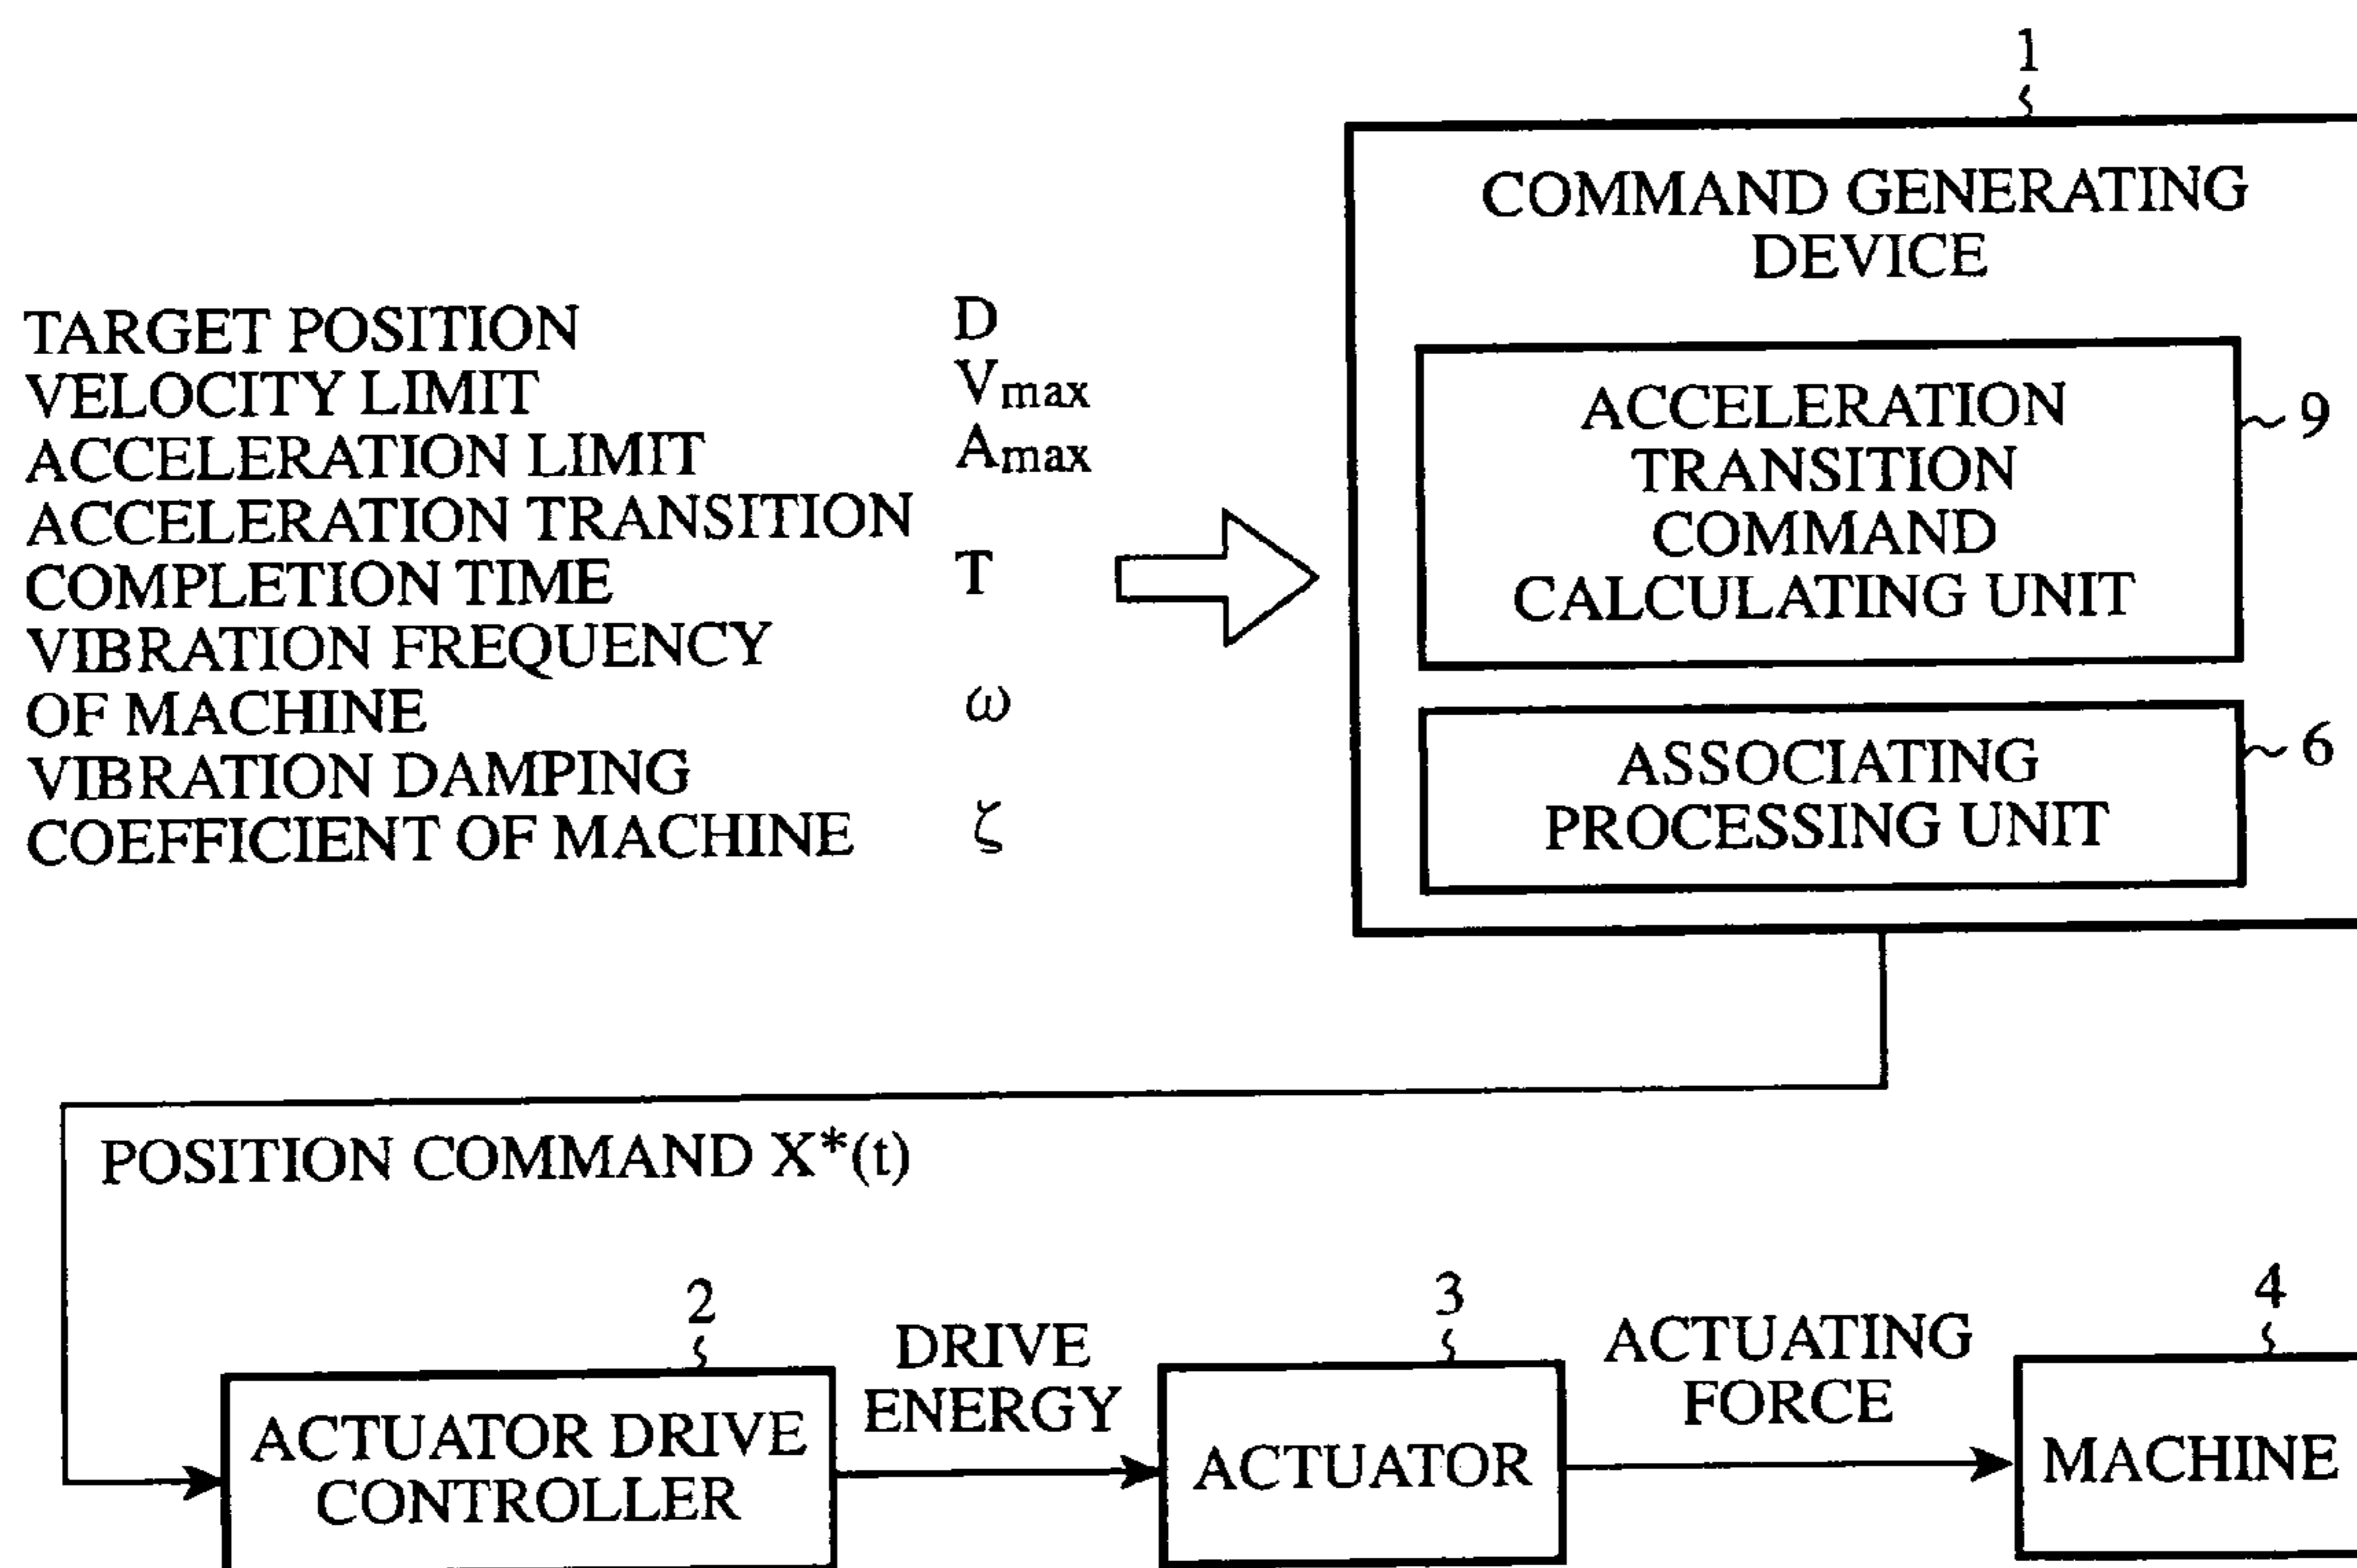 1
COMMAND GENERATING
DEVICE
TARGET POSITION D
VELOCITY LIMIT Vmax
ACCELERATION LIMIT Amax
ACCELERATION TRANSITION
COMPLETION TIME T
VIBRATION FREQUENCY
OF MACHINE ω
VIBRATION DAMPING
COEFFICIENT OF MACHINE ζ
ACCELERATION
TRANSITION
COMMAND
CALCULATING UNIT
9
ASSOCIATING
PROCESSING UNIT
6
POSITION COMMAND X*(t)
2
ACTUATOR DRIVE
CONTROLLER
DRIVE
ENERGY
3
ACTUATOR
ACTUATING
FORCE
4
MACHINE